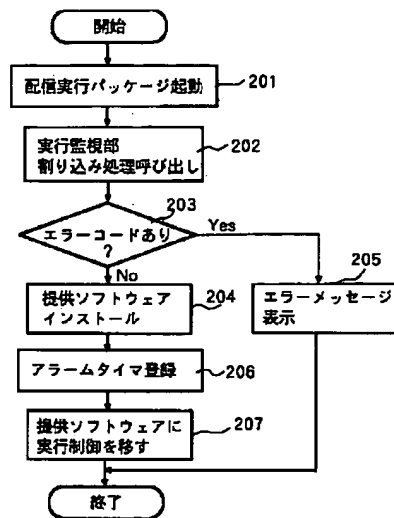 開始
配信実行パッケージ起動
201
実行監視部
割り込み処理呼び出し
202
203
エラーコードあり
?
Yes
No
提供ソフトウェア
インストール
204
205
エラーメッセージ
表示
アラームタイマ登録
206
提供ソフトウェアに
実行制御を移す
207
終了